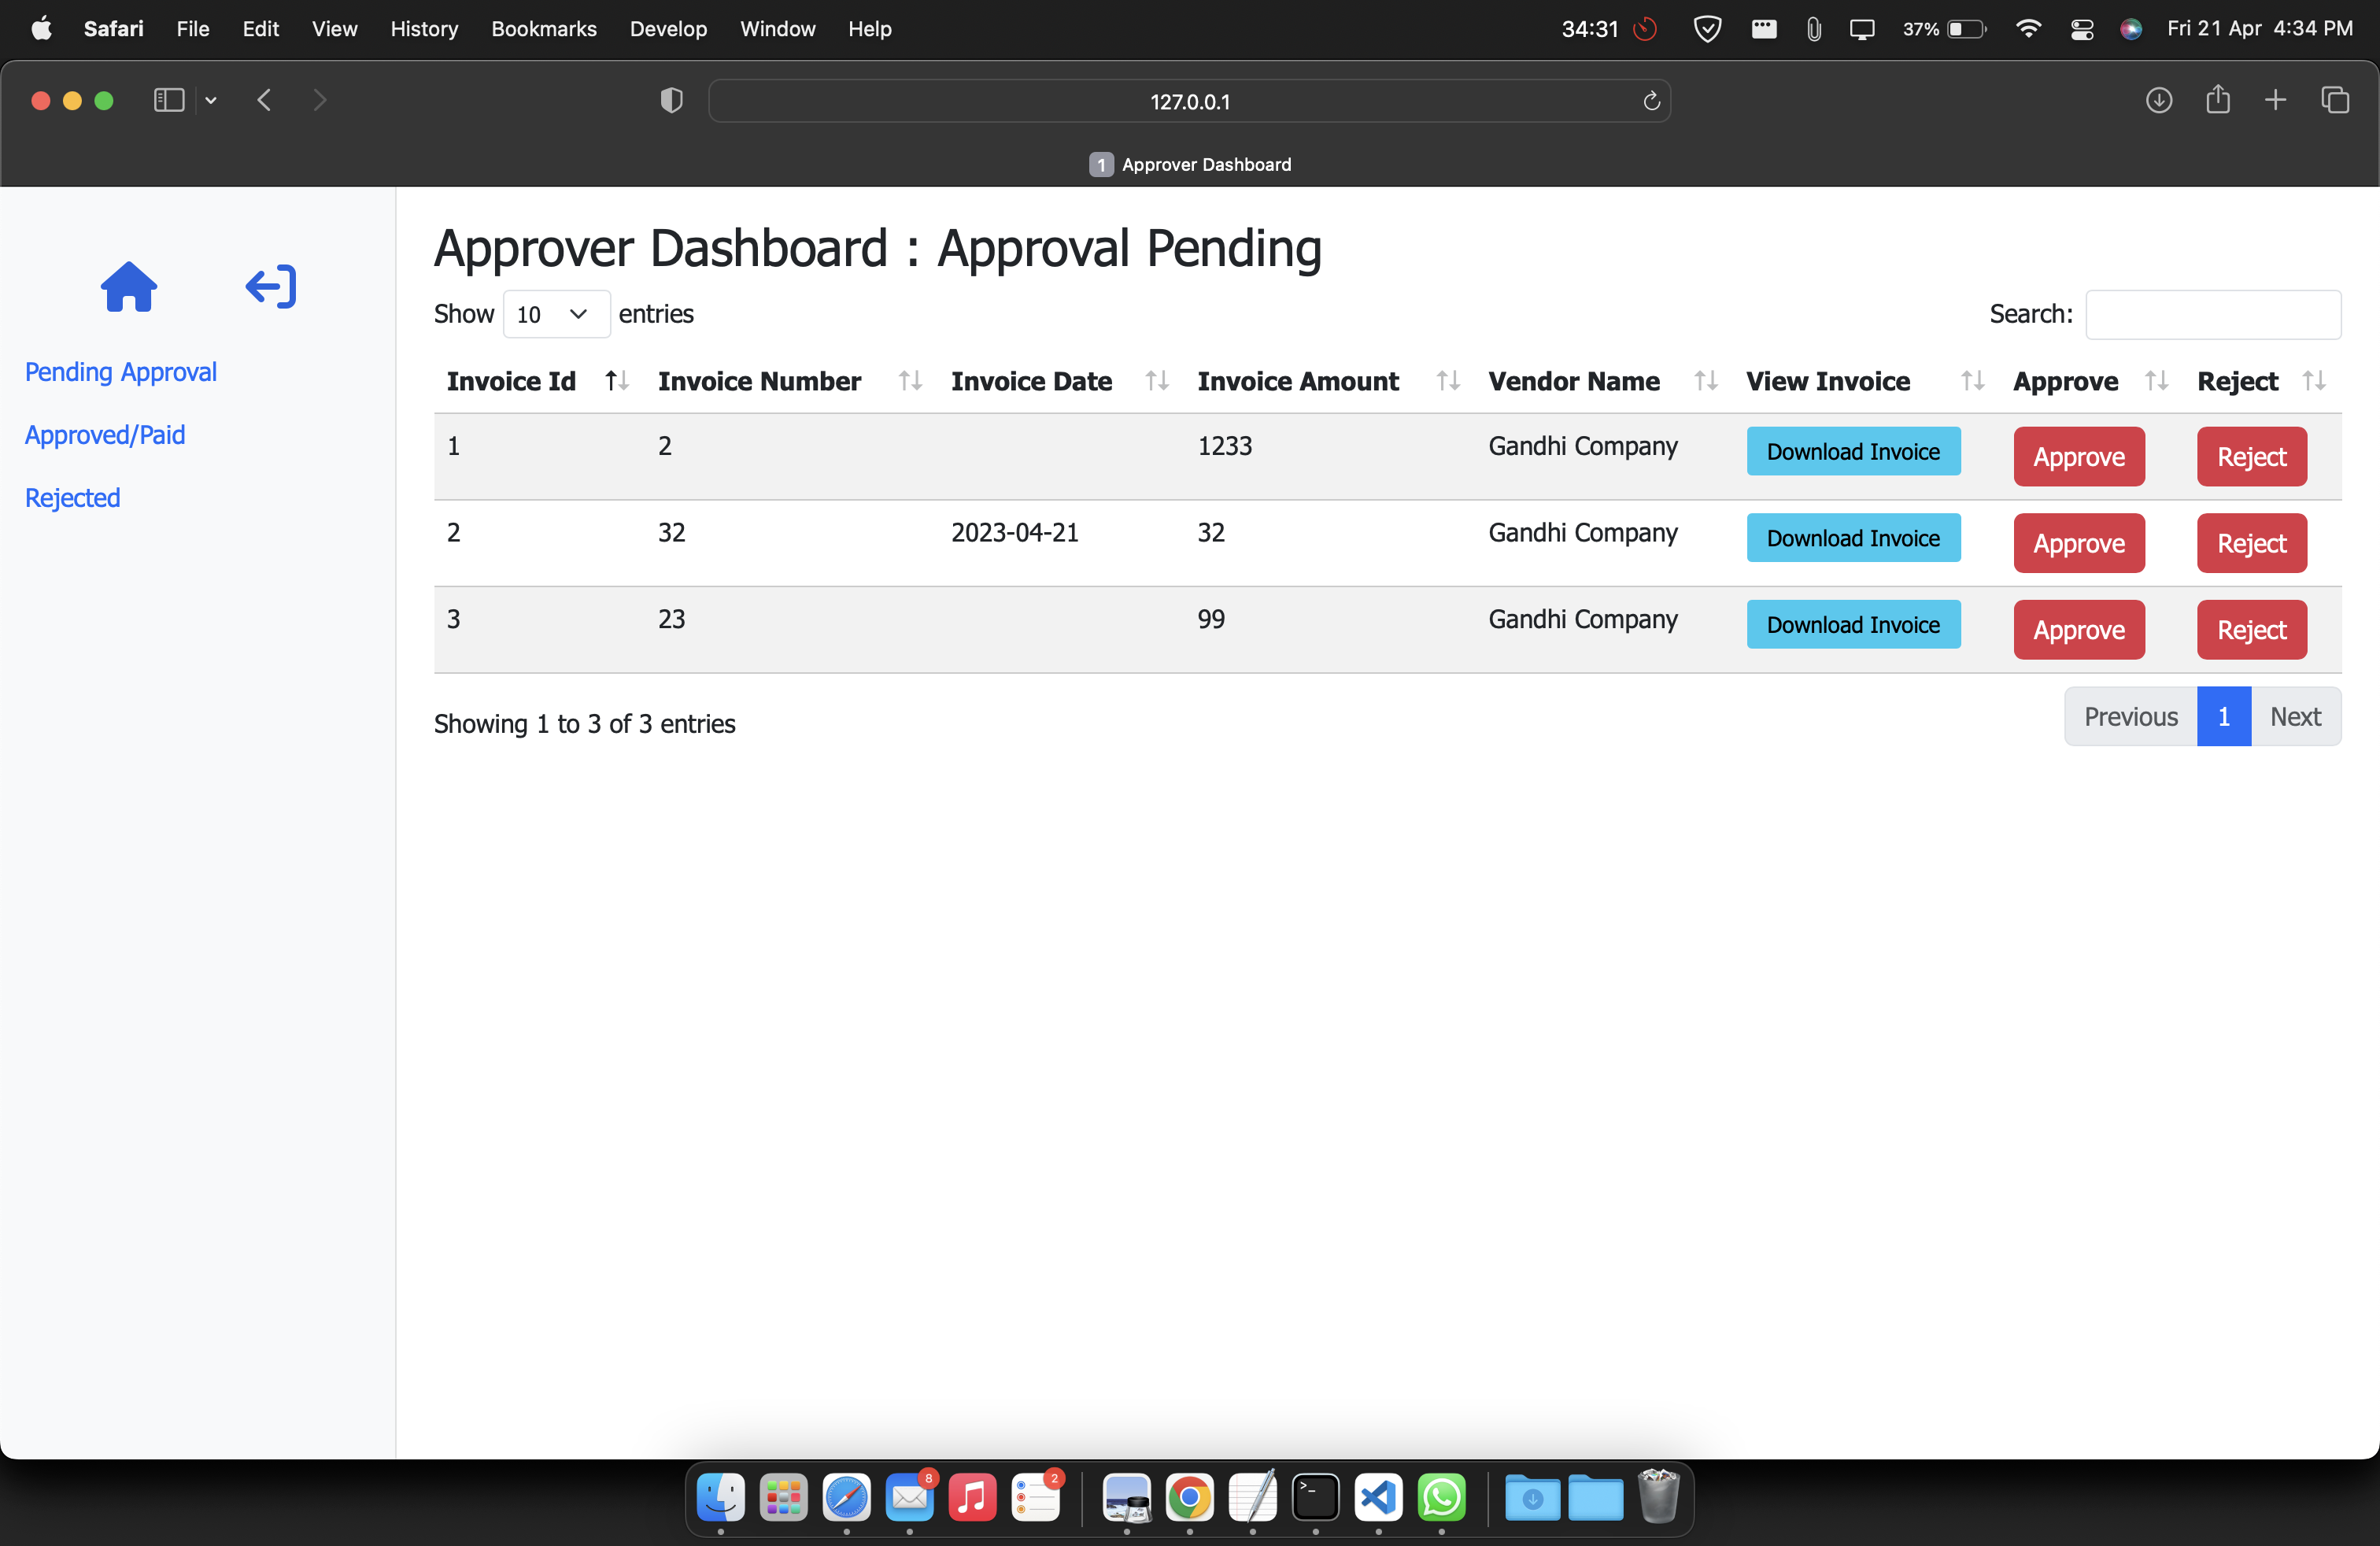 Safari File Edit View History Bookmarks Develop Window Help 34:31 37% Fri 21 Apr 4:34 PM
127.0.0.1
1 Approver Dashboard
Approver Dashboard : Approval Pending
Show 10 entries Search:
Pending Approval
Approved/Paid
Rejected
Invoice Id Invoice Number Invoice Date Invoice Amount Vendor Name View Invoice Approve Reject
1 2 1233 Gandhi Company Download Invoice Approve Reject
2 32 2023-04-21 32 Gandhi Company Download Invoice Approve Reject
3 23 99 Gandhi Company Download Invoice Approve Reject
Showing 1 to 3 of 3 entries Previous 1 Next
8 2